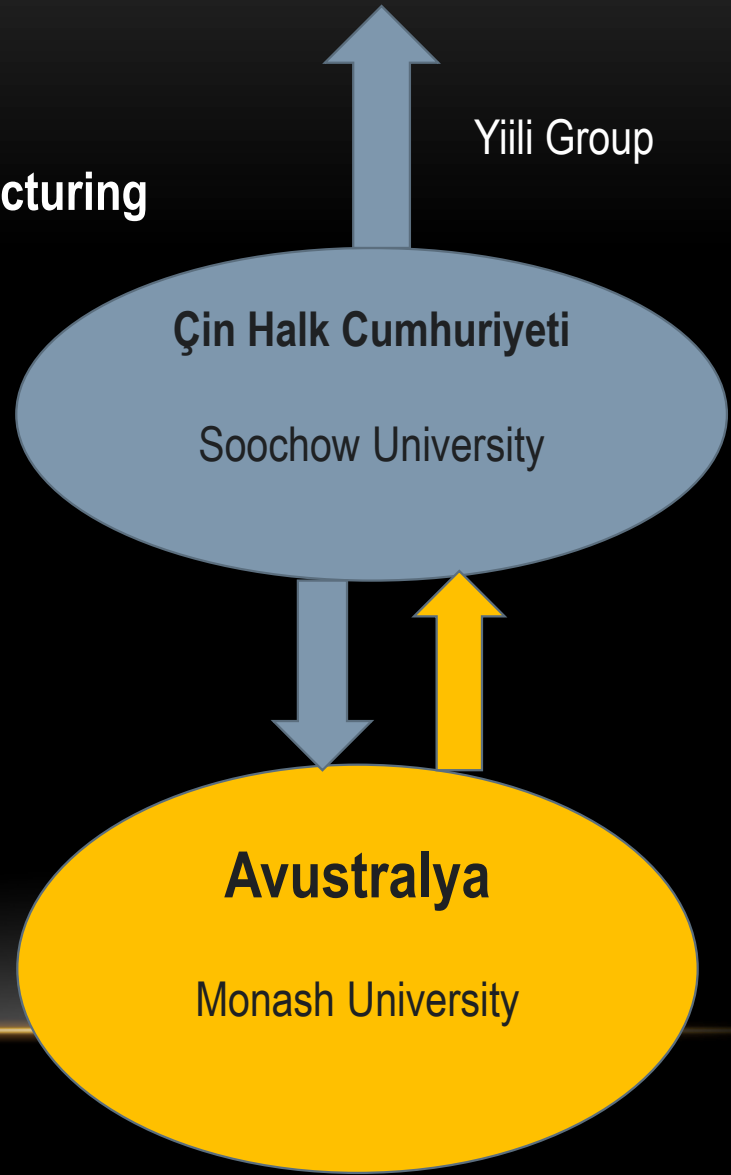 Yiili Group
cturing
Çin Halk Cumhuriyeti
Soochow University
Avustralya
Monash University